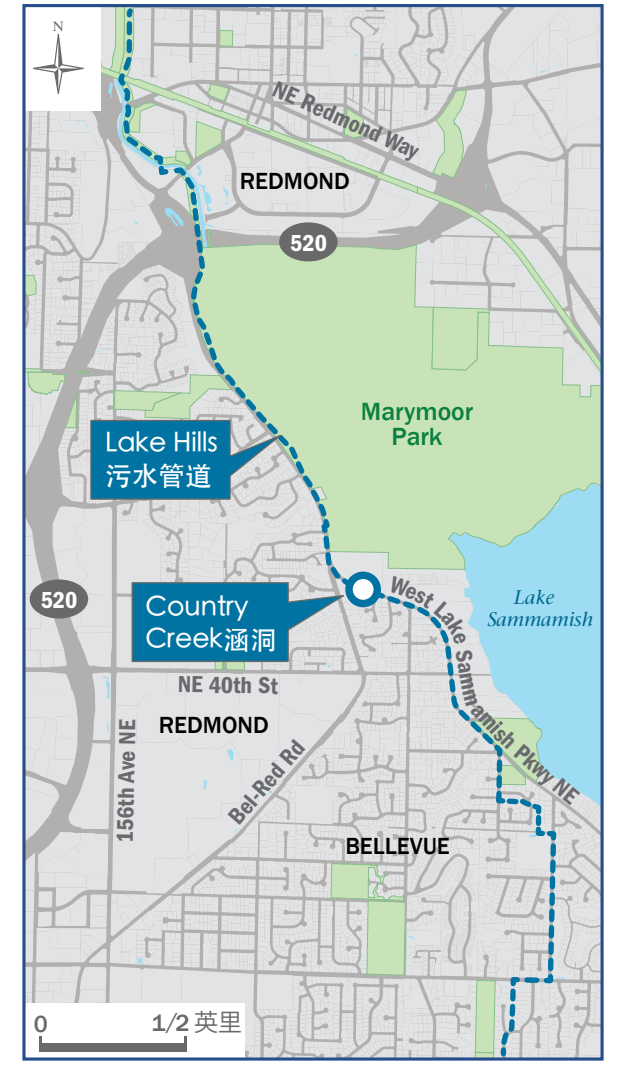 N
NE Redmond Way
REDMOND
520
Marymoor
Park
Lake Hills
污水管道
520
Country
Creek涵洞
West Lake Sammamish Pkwy NE
Lake
Sammamish
NE 40th St
REDMOND
156th Ave NE
Bel-Red Rd
BELLEVUE
0 1/2 英里